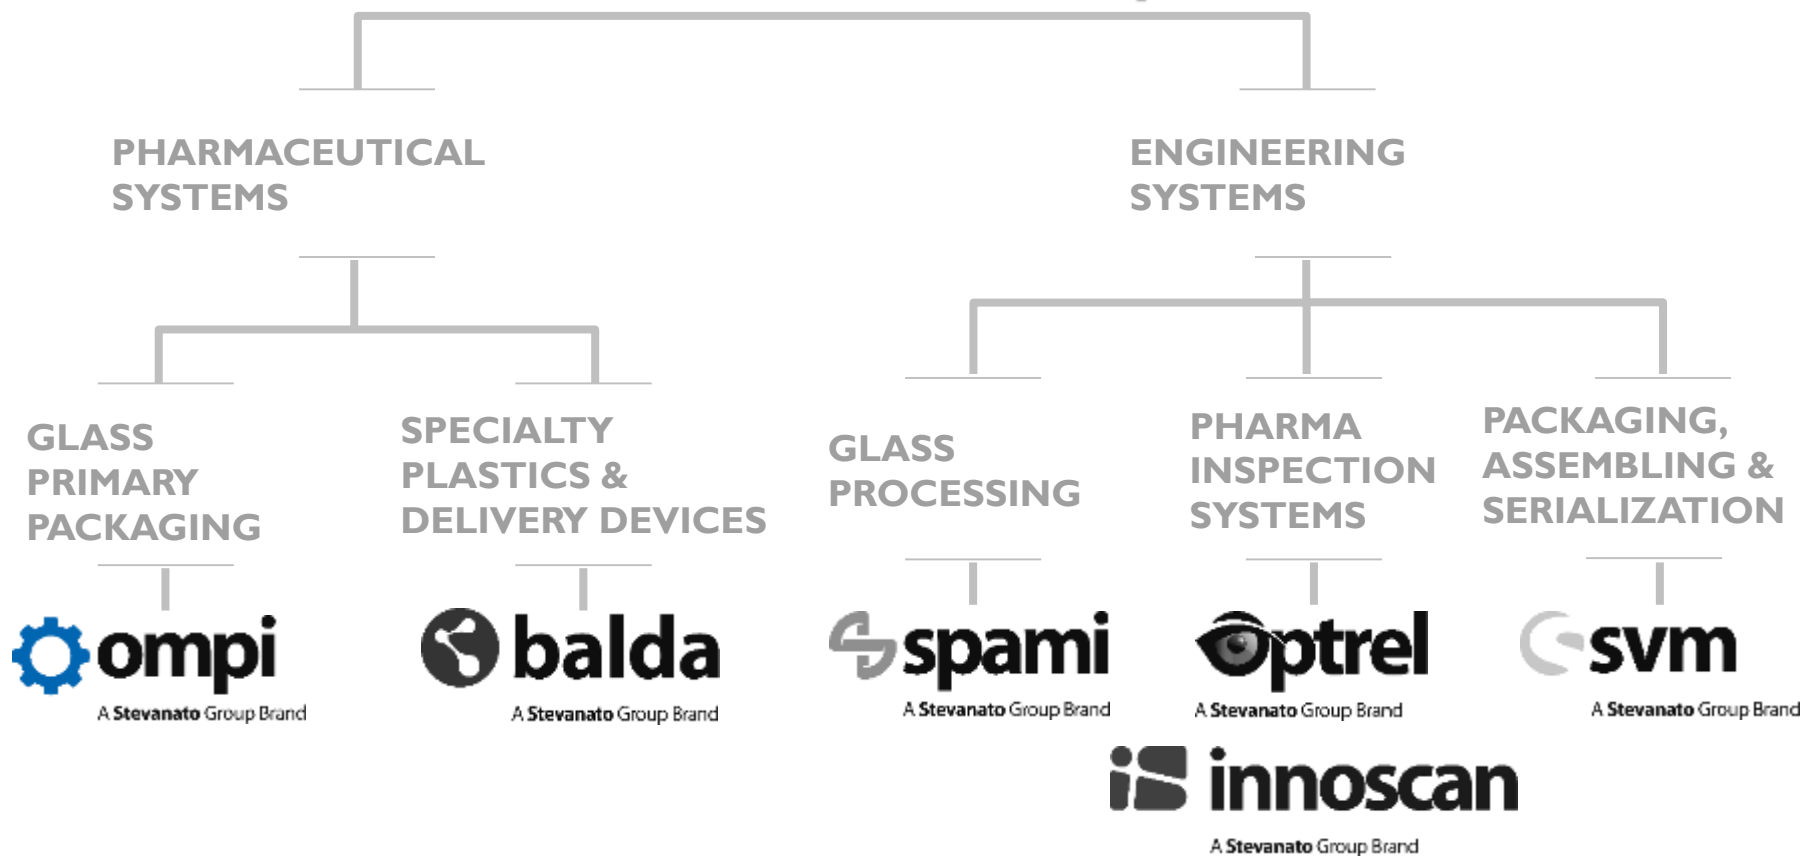 PHARMACEUTICAL
SYSTEMS
ENGINEERING
SYSTEMS
GLASS
PRIMARY
PACKAGING
SPECIALTY
PLASTICS &
DELIVERY DEVICES
GLASS
PROCESSING
PHARMA
INSPECTION
SYSTEMS
PACKAGING,
ASSEMBLING &
SERIALIZATION
ompi
A Stevanato Group Brand
balda
A Stevanato Group Brand
spami
A Stevanato Group Brand
optrel
A Stevanato Group Brand
svm
A Stevanato Group Brand
iS innoscan
A Stevanato Group Brand